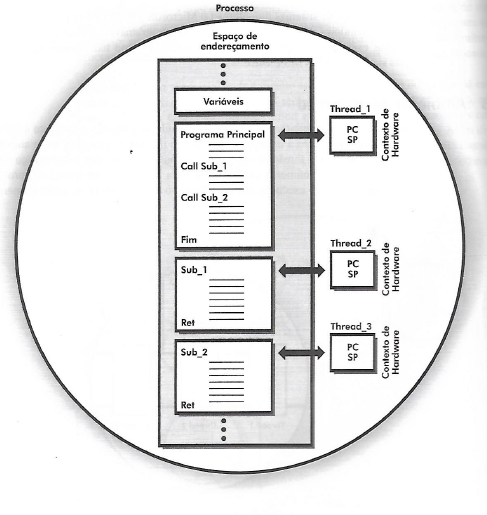 Processo
Espaço de
endereçamento
Variáveis
Programa Principal
Call Sub_1
Call Sub_2
Fim
Thread_1
PC
SP
Contexto de
Hardware
Sub_1
Ret
Thread_2
PC
SP
Contexto de
Hardware
Sub_2
Ret
Thread_3
PC
SP
Contexto de
Hardware